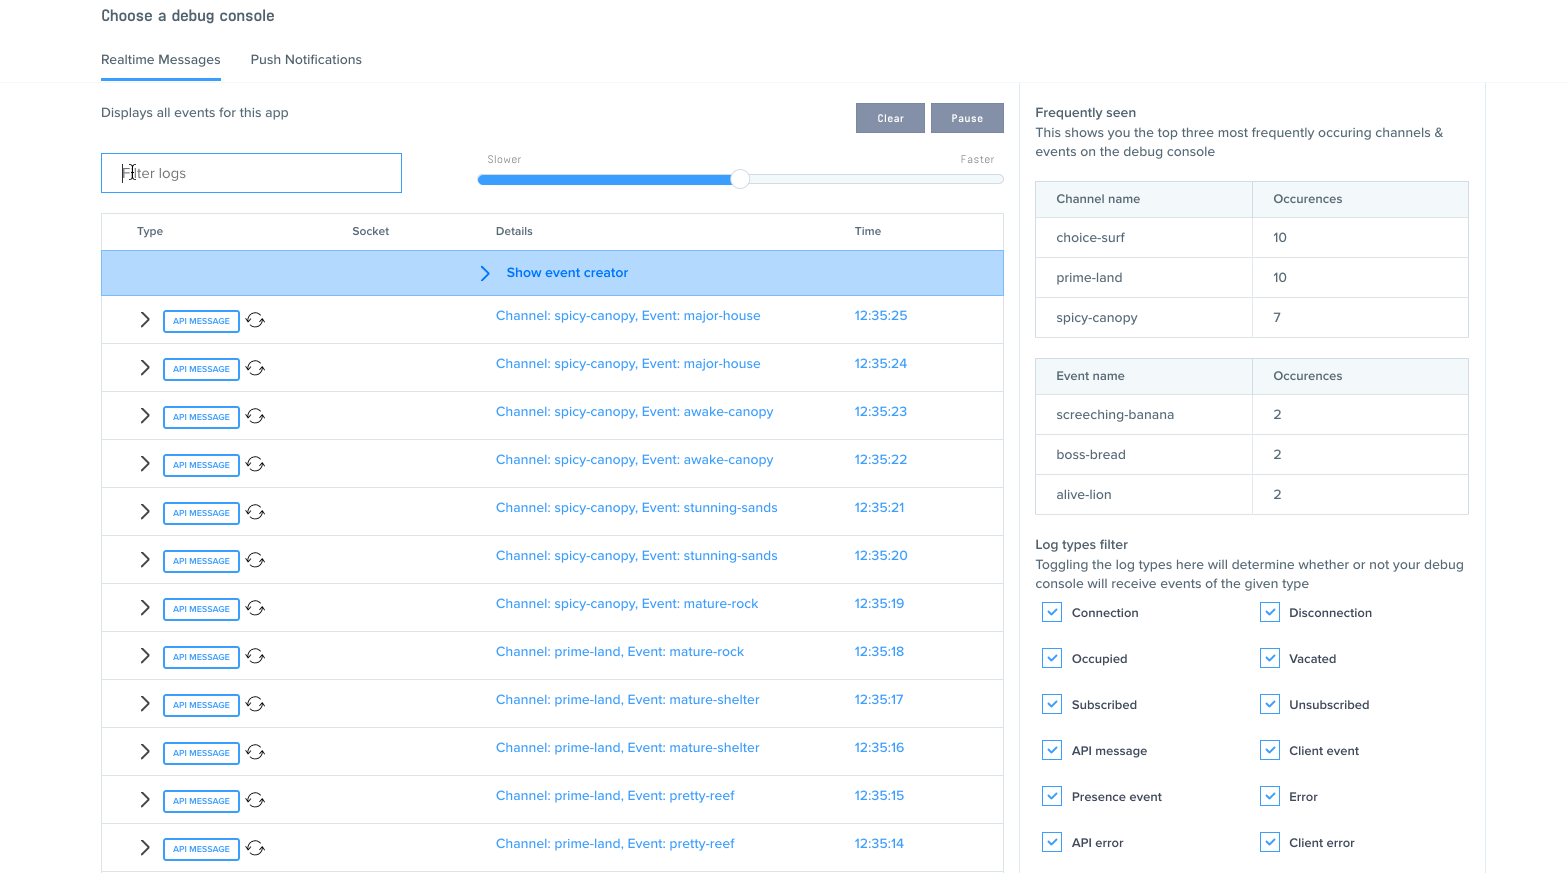 Choose a debug console
Realtime Messages Push Notifications
Displays all events for this app
Clear Pause
Filter logs
Slower Faster
Type Socket Details Time
Show event creator
API MESSAGE Channel: spicy-canopy, Event: major-house 12:35:25
API MESSAGE Channel: spicy-canopy, Event: major-house 12:35:24
API MESSAGE Channel: spicy-canopy, Event: awake-canopy 12:35:23
API MESSAGE Channel: spicy-canopy, Event: awake-canopy 12:35:22
API MESSAGE Channel: spicy-canopy, Event: stunning-sands 12:35:21
API MESSAGE Channel: spicy-canopy, Event: stunning-sands 12:35:20
API MESSAGE Channel: spicy-canopy, Event: mature-rock 12:35:19
API MESSAGE Channel: prime-land, Event: mature-rock 12:35:18
API MESSAGE Channel: prime-land, Event: mature-shelter 12:35:17
API MESSAGE Channel: prime-land, Event: mature-shelter 12:35:16
API MESSAGE Channel: prime-land, Event: pretty-reef 12:35:15
API MESSAGE Channel: prime-land, Event: pretty-reef 12:35:14
Frequently seen
This shows you the top three most frequently occuring channels &
events on the debug console
Channel name Occurences
choice-surf 10
prime-land 10
spicy-canopy 7
Event name Occurences
screeching-banana 2
boss-bread 2
alive-lion 2
Log types filter
Toggling the log types here will determine whether or not your debug
console will receive events of the given type
Connection Disconnection
Occupied Vacated
Subscribed Unsubscribed
API message Client event
Presence event Error
API error Client error